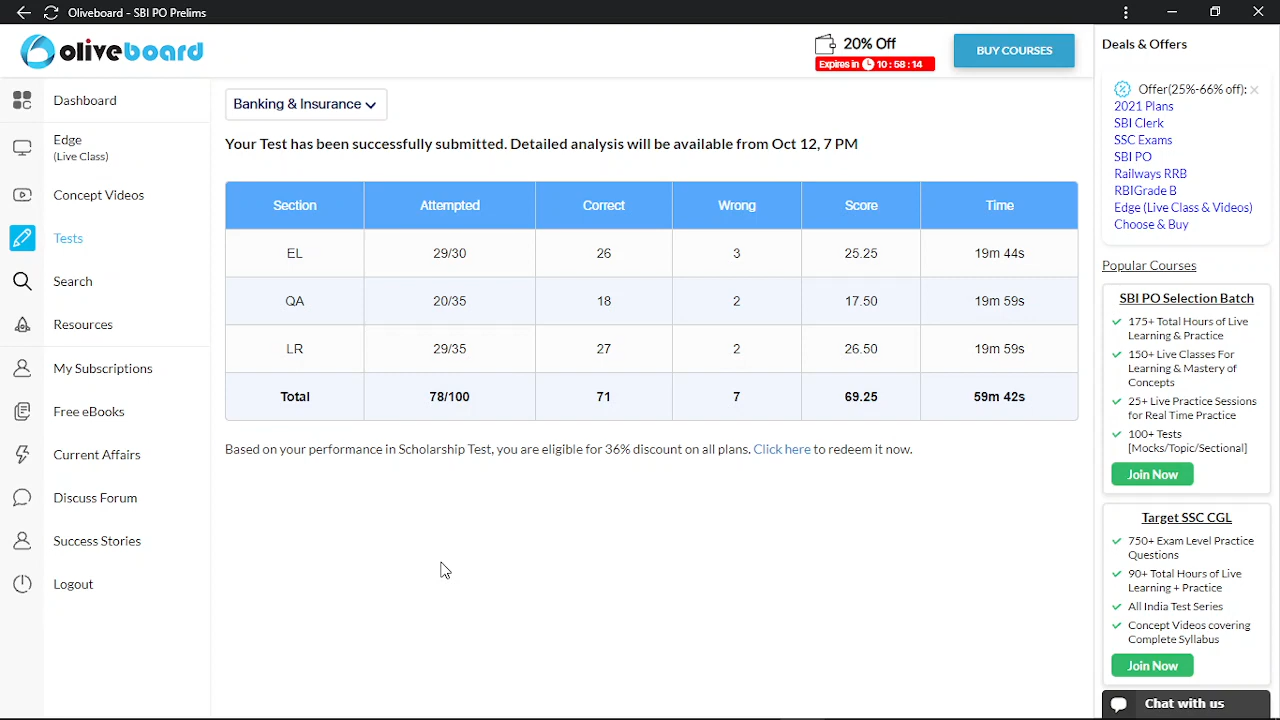 Oliveboard - SBI PO Prelims
oliveboard
20% Off
Expires in 10 : 58 : 14
BUY COURSES
Dashboard
Edge
(Live Class)
Concept Videos
Tests
Search
Resources
My Subscriptions
Free eBooks
Current Affairs
Discuss Forum
Success Stories
Logout
Banking & Insurance
Your Test has been successfully submitted. Detailed analysis will be available from Oct 12, 7 PM
Section Attempted Correct Wrong Score Time
EL 29/30 26 3 25.25 19m 44s
QA 20/35 18 2 17.50 19m 59s
LR 29/35 27 2 26.50 19m 59s
Total 78/100 71 7 69.25 59m 42s
Based on your performance in Scholarship Test, you are eligible for 36% discount on all plans. Click here to redeem it now.
Deals & Offers
Offer(25%-66% off):
2021 Plans
SBI Clerk
SSC Exams
SBI PO
Railways RRB
RBIGrade B
Edge (Live Class & Videos)
Choose & Buy
Popular Courses
SBI PO Selection Batch
175+ Total Hours of Live
Learning & Practice
150+ Live Classes For
Learning & Mastery of
Concepts
25+ Live Practice Sessions
for Real Time Practice
100+ Tests
[Mocks/Topic/Sectional]
Join Now
Target SSC CGL
750+ Exam Level Practice
Questions
90+ Total Hours of Live
Learning + Practice
All India Test Series
Concept Videos covering
Complete Syllabus
Join Now
Chat with us